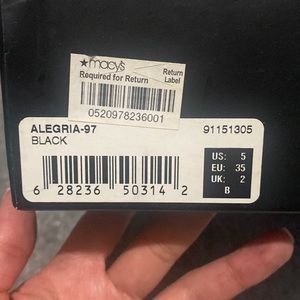 ★macy's
Required for Return
Return
Label
0520978236001
ALEGRIA-97
91151305
BLACK
US: 5
EU: 35
UK: 2
B
6 28236 50314 2